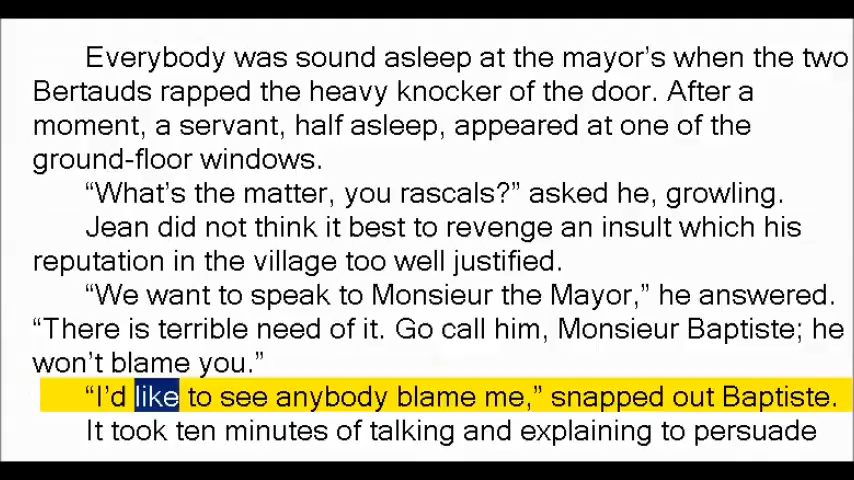 Everybody was sound asleep at the mayor’s when the two
Bertauds rapped the heavy knocker of the door. After a
moment, a servant, half asleep, appeared at one of the
ground-floor windows.
“What’s the matter, you rascals?” asked he, growling.
Jean did not think it best to revenge an insult which his
reputation in the village too well justified.
“We want to speak to Monsieur the Mayor,” he answered.
“There is terrible need of it. Go call him, Monsieur Baptiste; he
won’t blame you.”
“I’d like to see anybody blame me,” snapped out Baptiste.
It took ten minutes of talking and explaining to persuade